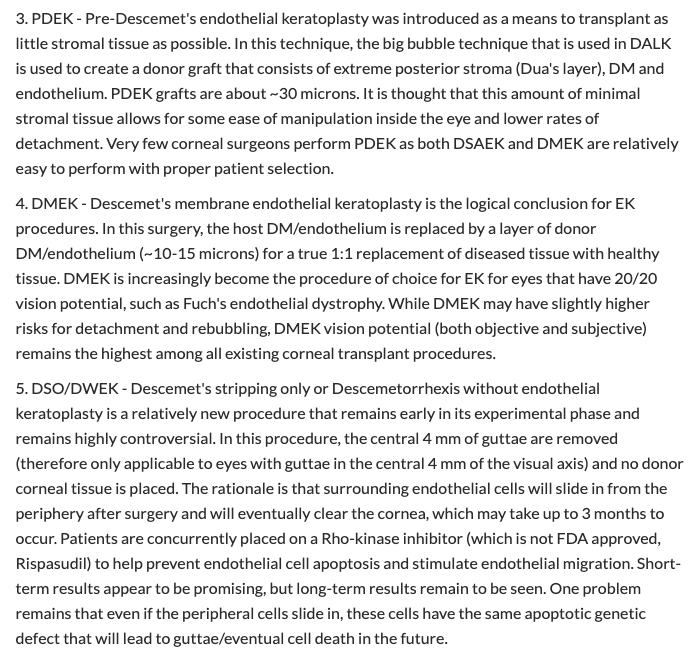 3. PDEK - Pre-Descemet's endothelial keratoplasty was introduced as a means to transplant as
little stromal tissue as possible. In this technique, the big bubble technique that is used in DALK
is used to create a donor graft that consists of extreme posterior stroma (Dua's layer), DM and
endothelium. PDEK grafts are about ~30 microns. It is thought that this amount of minimal
stromal tissue allows for some ease of manipulation inside the eye and lower rates of
detachment. Very few corneal surgeons perform PDEK as both DSAEK and DMEK are relatively
easy to perform with proper patient selection.
4. DMEK - Descemet's membrane endothelial keratoplasty is the logical conclusion for EK
procedures. In this surgery, the host DM/endothelium is replaced by a layer of donor
DM/endothelium (~10-15 microns) for a true 1:1 replacement of diseased tissue with healthy
tissue. DMEK is increasingly become the procedure of choice for EK for eyes that have 20/20
vision potential, such as Fuch's endothelial dystrophy. While DMEK may have slightly higher
risks for detachment and rebubbling, DMEK vision potential (both objective and subjective)
remains the highest among all existing corneal transplant procedures.
5. DSO/DWEK - Descemet's stripping only or Descemetorrhexis without endothelial
keratoplasty is a relatively new procedure that remains early in its experimental phase and
remains highly controversial. In this procedure, the central 4 mm of guttae are removed
(therefore only applicable to eyes with guttae in the central 4 mm of the visual axis) and no donor
corneal tissue is placed. The rationale is that surrounding endothelial cells will slide in from the
periphery after surgery and will eventually clear the cornea, which may take up to 3 months to
occur. Patients are concurrently placed on a Rho-kinase inhibitor (which is not FDA approved,
Rispasudil) to help prevent endothelial cell apoptosis and stimulate endothelial migration. Short-
term results appear to be promising, but long-term results remain to be seen. One problem
remains that even if the peripheral cells slide in, these cells have the same apoptotic genetic
defect that will lead to guttae/eventual cell death in the future.